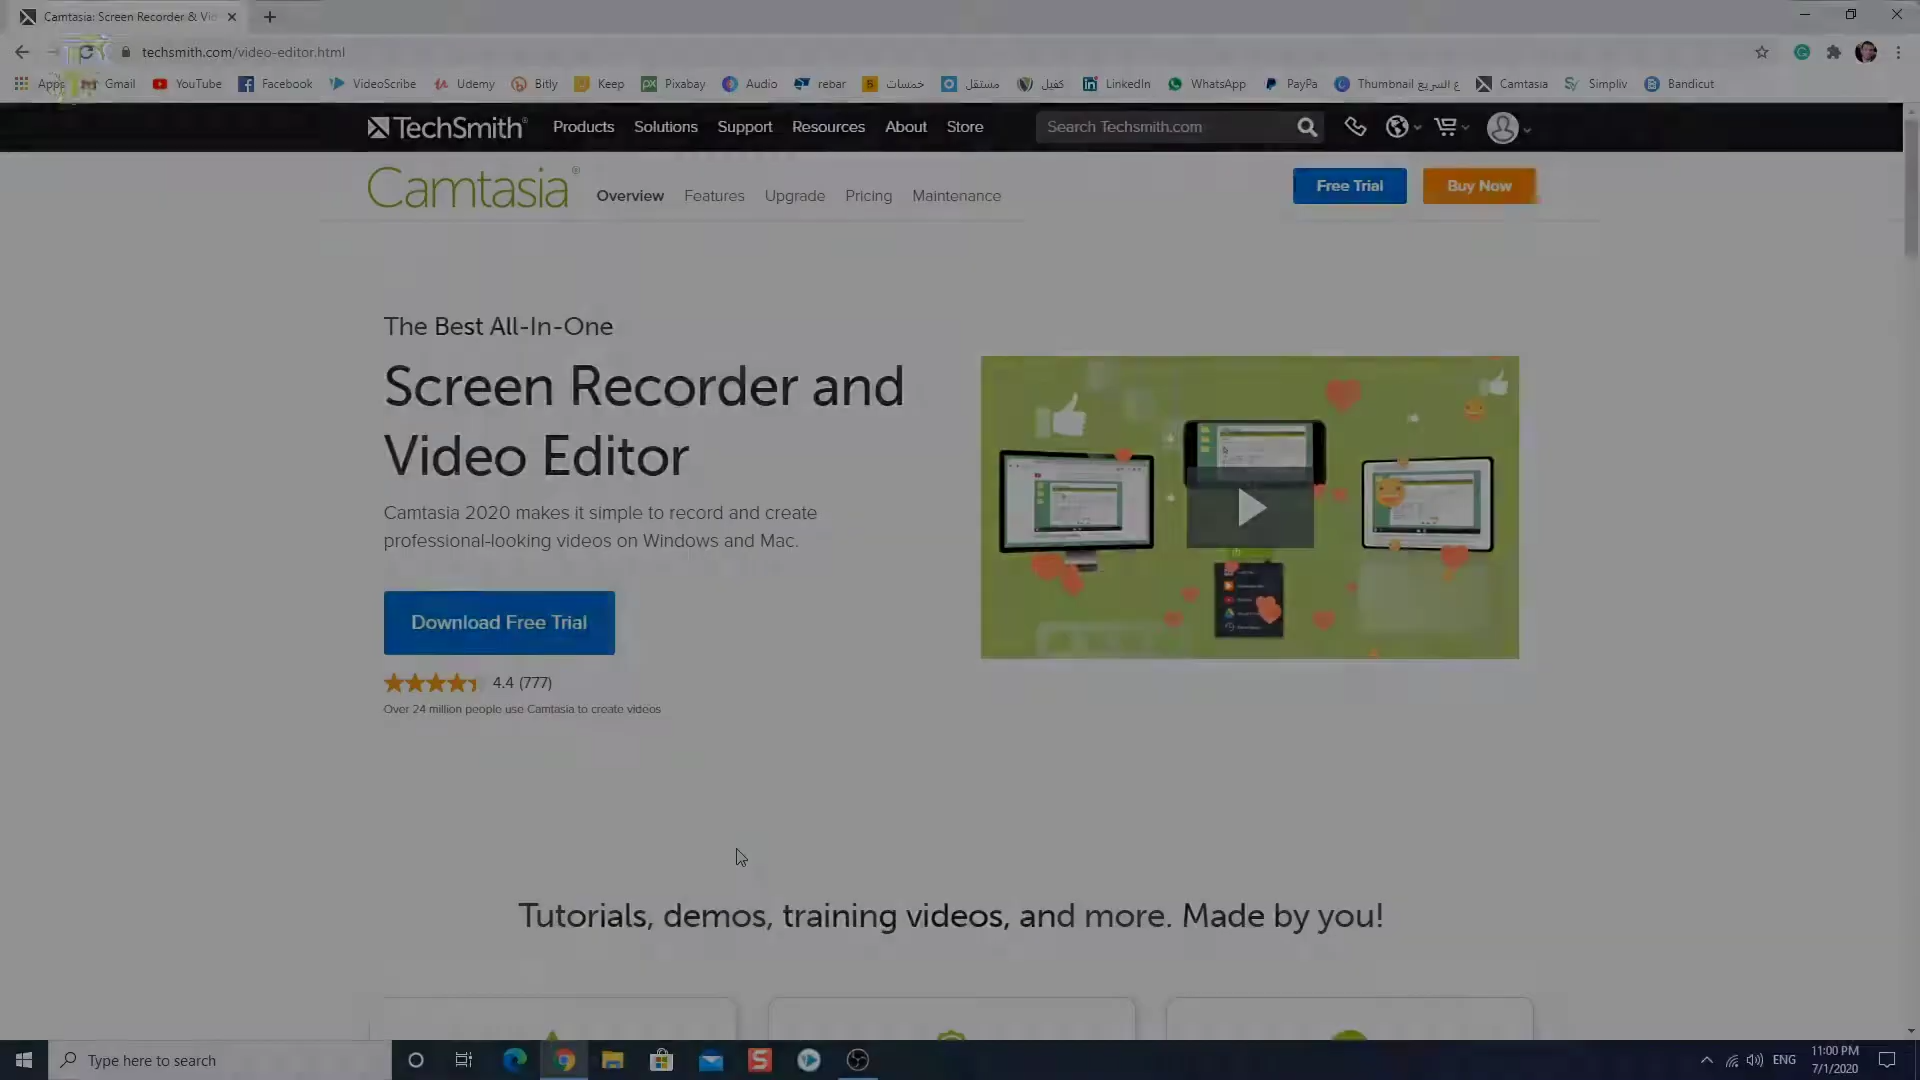 Camtasia: Screen Recorder & Vi
techsmith.com/video-editor.html
Apps Gmail YouTube Facebook VideoScribe Udemy Bitly Keep Pixabay Audio rebar خمسات مستقل كفيل LinkedIn WhatsApp PayPa Thumbnail ع السريع Camtasia Simpliv Bandicut
TechSmith® Products Solutions Support Resources About Store Search Techsmith.com
Camtasia® Overview Features Upgrade Pricing Maintenance Free Trial Buy Now
The Best All-In-One
Screen Recorder and
Video Editor
Camtasia 2020 makes it simple to record and create
professional-looking videos on Windows and Mac.
Download Free Trial
4.4 (777)
Over 24 million people use Camtasia to create videos
Tutorials, demos, training videos, and more. Made by you!
Type here to search
ENG
11:00 PM
7/1/2020